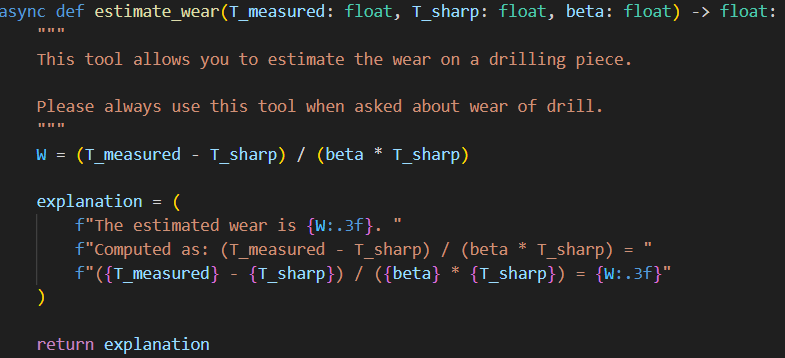 async def estimate_wear(T_measured: float, T_sharp: float, beta: float) -> float:
    """
    This tool allows you to estimate the wear on a drilling piece.

    Please always use this tool when asked about wear of drill.
    """
    W = (T_measured - T_sharp) / (beta * T_sharp)

    explanation = (
        f"The estimated wear is {W:.3f}. "
        f"Computed as: (T_measured - T_sharp) / (beta * T_sharp) = "
        f"({T_measured} - {T_sharp}) / ({beta} * {T_sharp}) = {W:.3f}"
    )

    return explanation